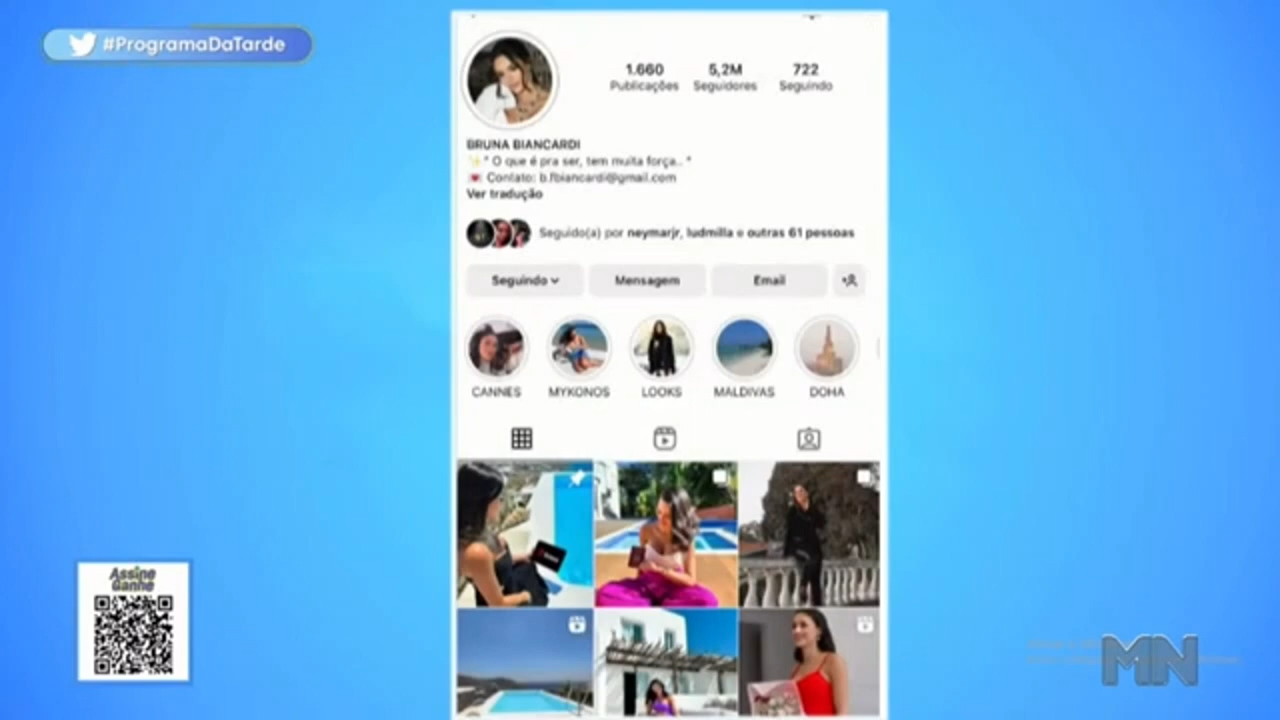 #ProgramaDaTarde
1.660
5,2M
722
Publicações
Seguidores
Seguindo
BRUNA BIANCARDI
✨ " O que é pra ser, tem muita força.. "
💌 Contato: b.fbiancardi@gmail.com
Ver tradução
Seguido(a) por neymarjr, ludmilla e outras 61 pessoas
Seguindo
Mensagem
Email
CANNES
MYKONOS
LOOKS
MALDIVAS
DOHA
Assine
Ganhe
MN